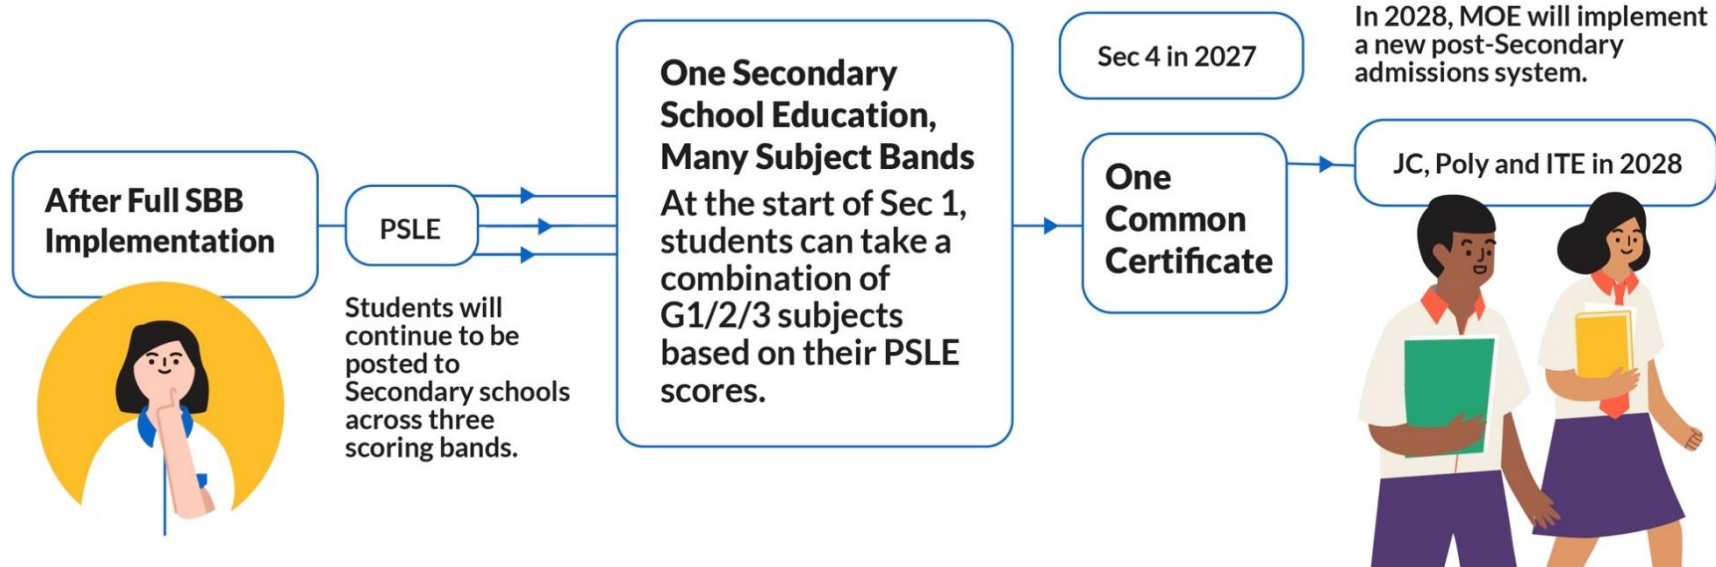 After Full SBB
Implementation
PSLE
Students will
continue to be
posted to
Secondary schools
across three
scoring bands.
One Secondary
School Education,
Many Subject Bands
At the start of Sec 1,
students can take a
combination of
G1/2/3 subjects
based on their PSLE
scores.
Sec 4 in 2027
One
Common
Certificate
In 2028, MOE will implement
a new post-Secondary
admissions system.
JC, Poly and ITE in 2028